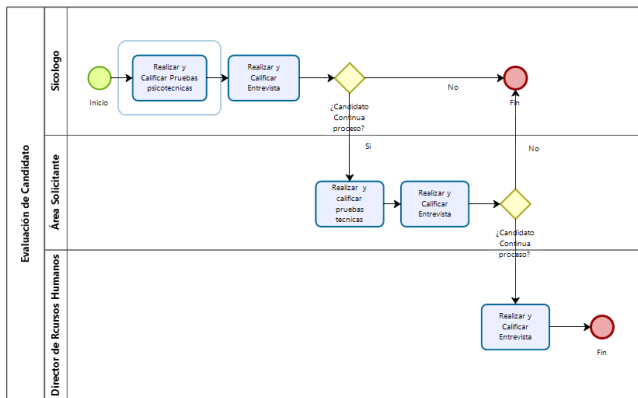 Evaluación de Candidato
Sicologo
Inicio
Realizar y
Calificar Pruebas
psicotecnicas
Realizar y
Calificar
Entrevista
¿Candidato
Continua
proceso?
No
Fin
Si
Área Solicitante
Realizar y
calificar
pruebas
tecnicas
Realizar y
Calificar
Entrevista
¿Candidato
Continua
proceso?
No
Director de Rcursos Humanos
Realizar y
Calificar
Entrevista
Fin